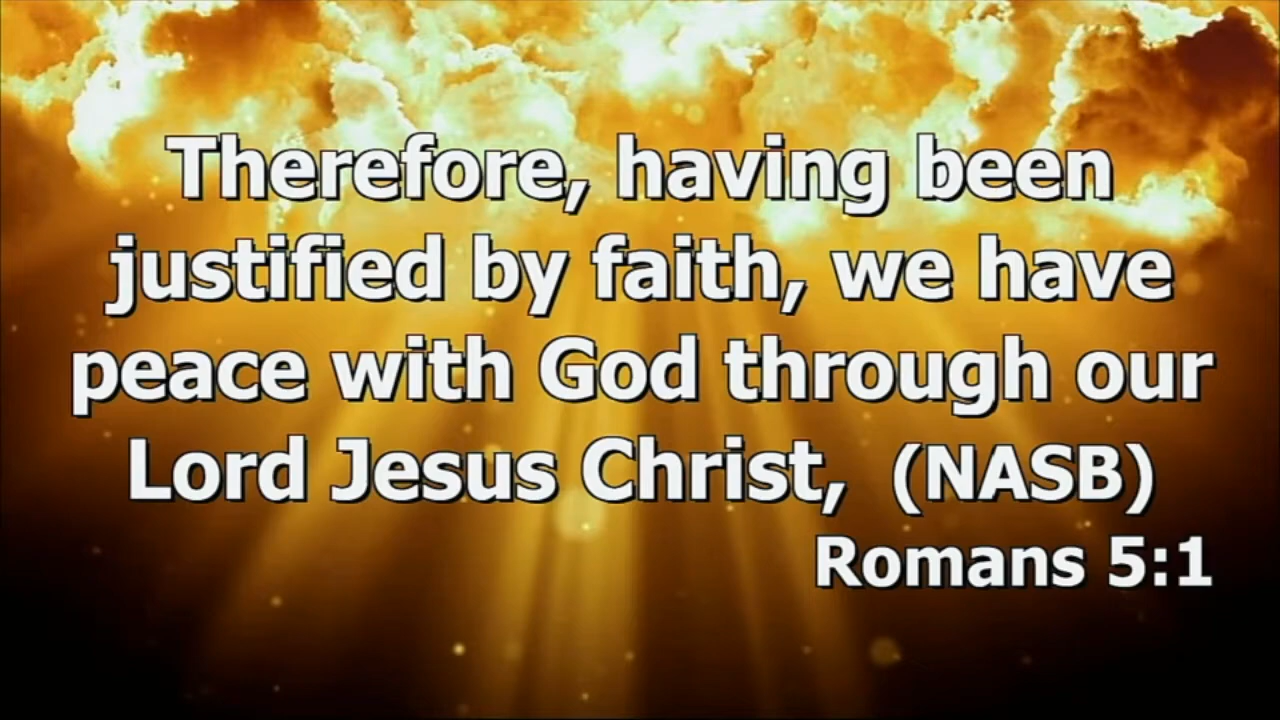 Therefore, having been
justified by faith, we have
peace with God through our
Lord Jesus Christ, (NASB)
Romans 5:1